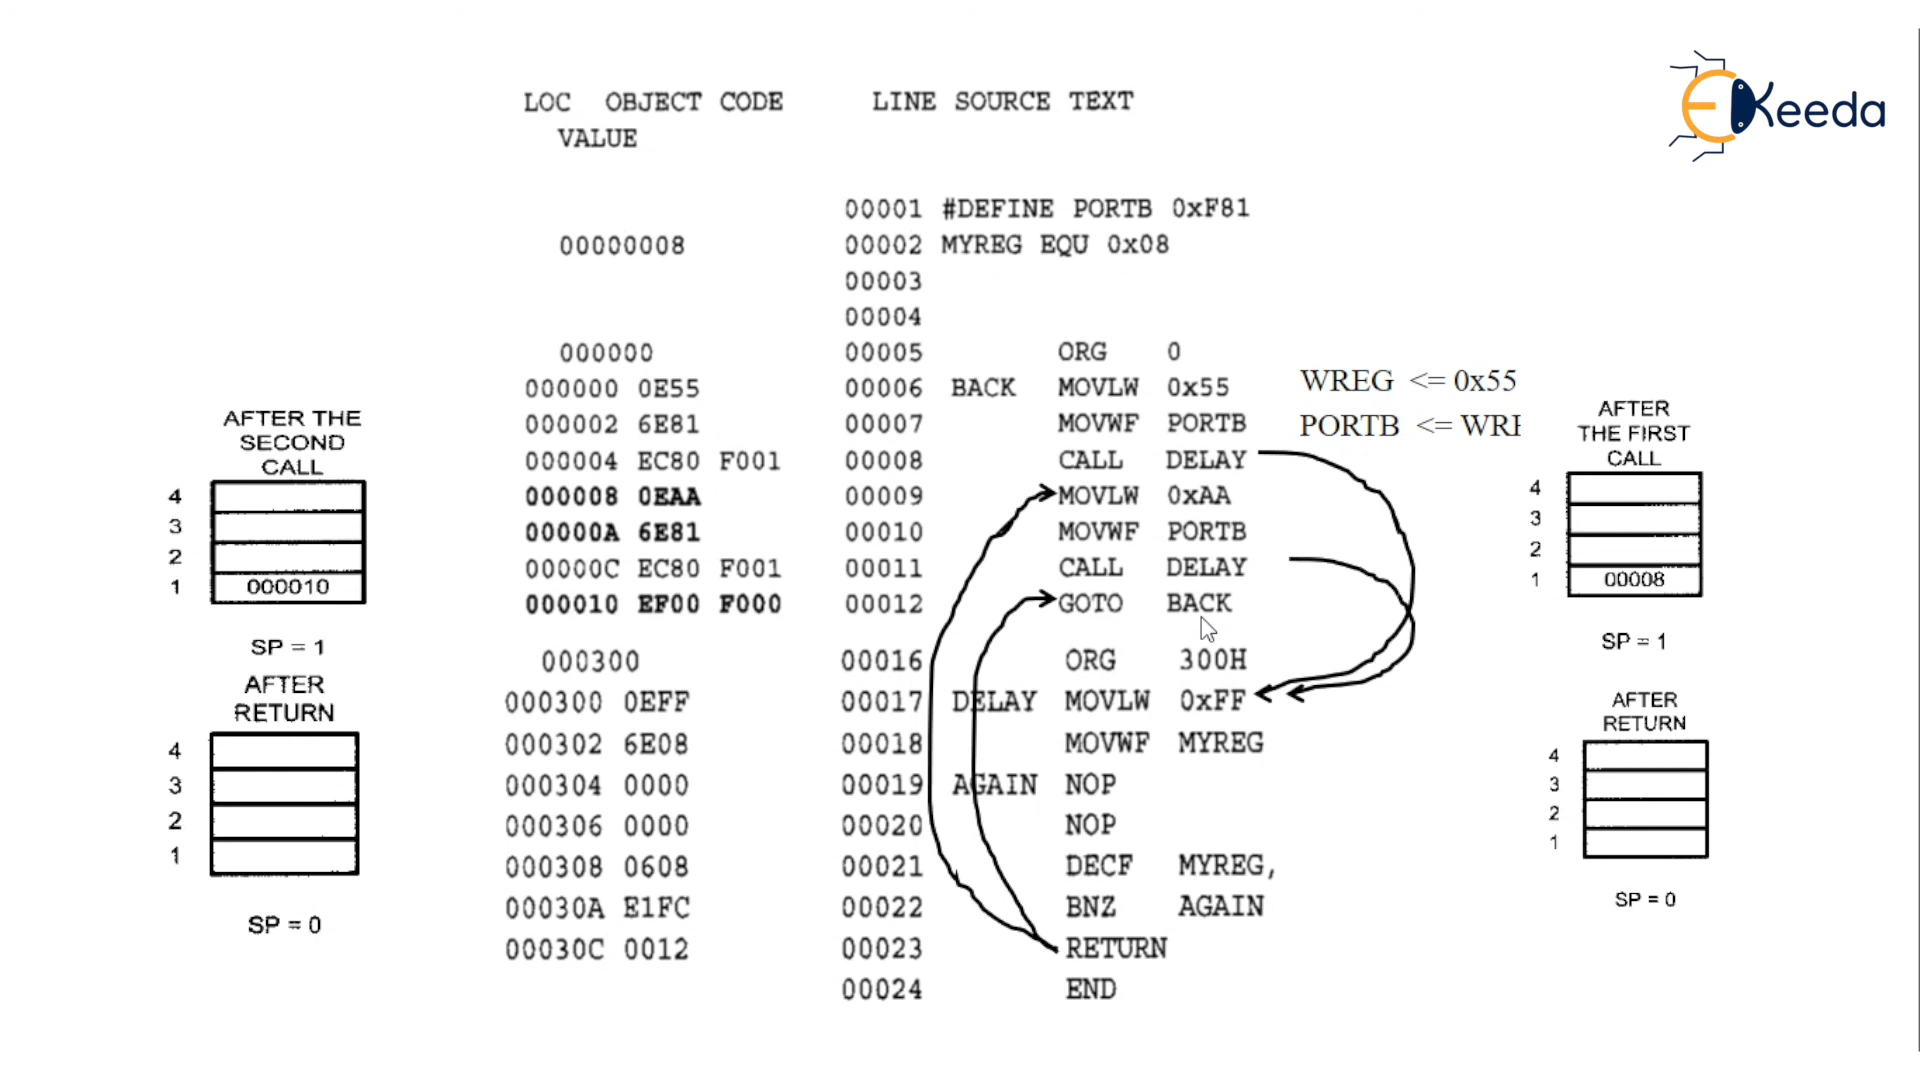 EKeeda
LOC OBJECT CODE LINE SOURCE TEXT
VALUE
00001 #DEFINE PORTB 0xF81
00000008 00002 MYREG EQU 0x08
00003
00004
000000 00005 ORG 0
000000 0E55 00006 BACK MOVLW 0x55
000002 6E81 00007 MOVWF PORTB
000004 EC80 F001 00008 CALL DELAY
000008 0EAA 00009 MOVLW 0xAA
00000A 6E81 00010 MOVWF PORTB
00000C EC80 F001 00011 CALL DELAY
000010 EF00 F000 00012 GOTO BACK
000300 00016 ORG 300H
000300 0EFF 00017 DELAY MOVLW 0xFF
000302 6E08 00018 MOVWF MYREG
000304 0000 00019 AGAIN NOP
000306 0000 00020 NOP
000308 0608 00021 DECF MYREG,
00030A E1FC 00022 BNZ AGAIN
00030C 0012 00023 RETURN
00024 END
WREG <= 0x55
PORTB <=
AFTER THE
SECOND
CALL
4
3
2
1 000010
SP = 1
AFTER
RETURN
4
3
2
1
SP = 0
AFTER
THE FIRST
CALL
4
3
2
1 00008
SP = 1
AFTER
RETURN
4
3
2
1
SP = 0